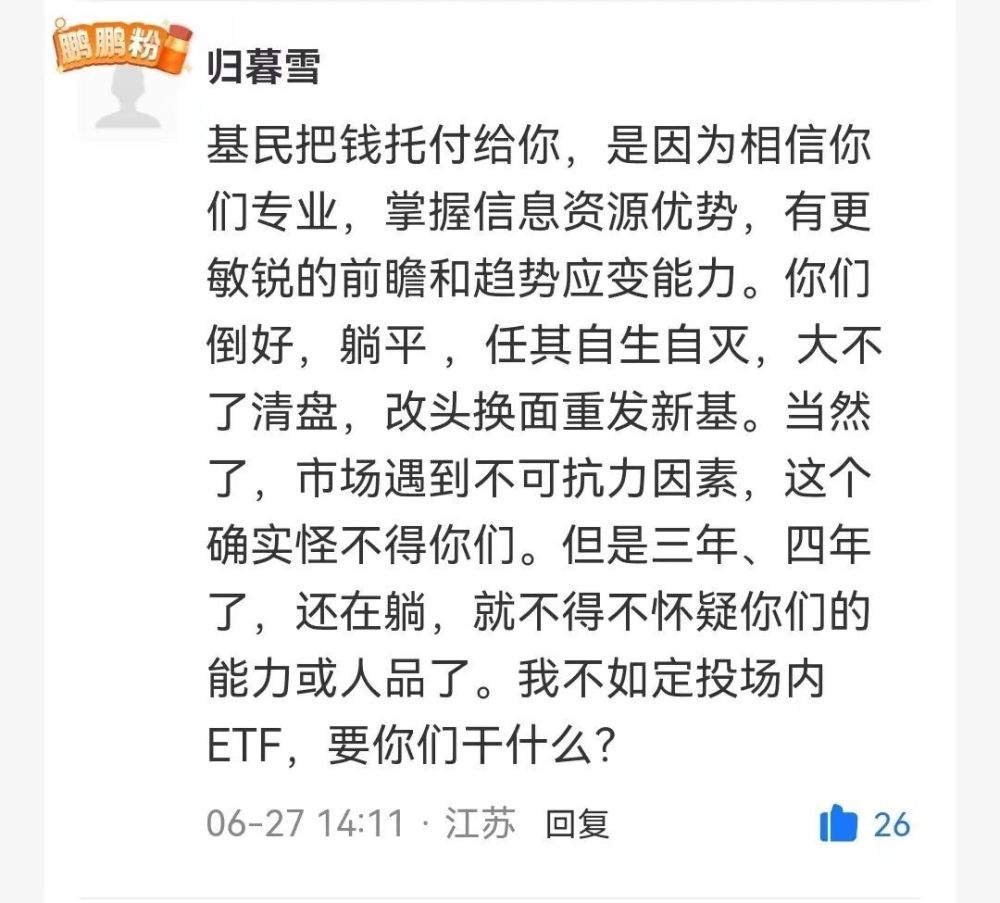 鹏鹏粉
归暮雪
基民把钱托付给你，是因为相信你
们专业，掌握信息资源优势，有更
敏锐的前瞻和趋势应变能力。你们
倒好，躺平 ，任其自生自灭，大不
了清盘，改头换面重发新基。当然
了，市场遇到不可抗力因素，这个
确实怪不得你们。但是三年、四年
了，还在躺，就不得不怀疑你们的
能力或人品了。我不如定投场内
ETF，要你们干什么？
06-27 14:11 · 江苏 回复 26